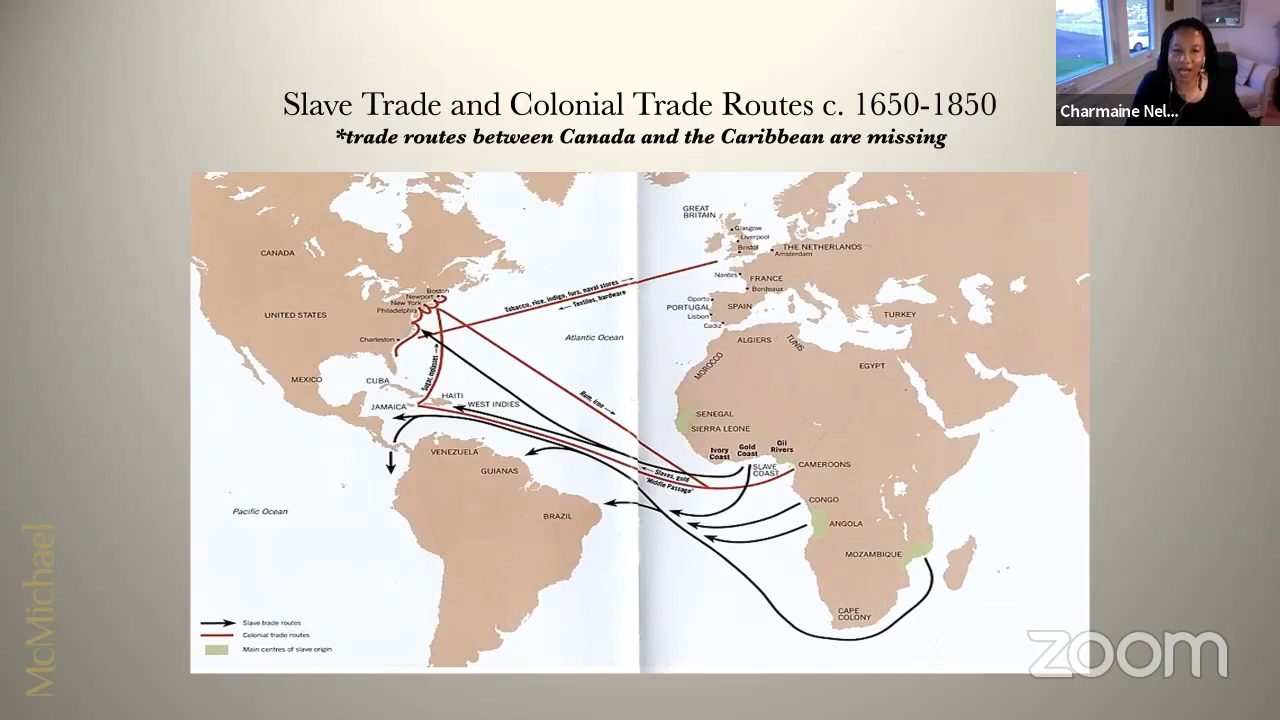 Charmaine Nel...
Slave Trade and Colonial Trade Routes c. 1650-1850
*trade routes between Canada and the Caribbean are missing
GREAT
BRITAIN
Glasgow
Liverpool
Bristol
THE NETHERLANDS
Amsterdam
CANADA
Nantes
FRANCE
Bordeaux
Boston
Newport
New York
Philadelphia
Tobacco, rice, indigo, furs, naval stores →
← Textiles, hardware
Oporto
PORTUGAL
SPAIN
Lisbon
Cadiz
UNITED STATES
TURKEY
Charleston
Atlantic Ocean
ALGIERS
TUNIS
MOROCCO
EGYPT
MEXICO
CUBA
Sugar, molasses →
HAITI
JAMAICA
WEST INDIES
Rum, iron →
SENEGAL
SIERRA LEONE
Ivory
Coast
Gold
Coast
Oil
Rivers
SLAVE
COAST
CAMEROONS
VENEZUELA
GUIANAS
← Slaves, gold
'Middle Passage'
CONGO
Pacific Ocean
BRAZIL
ANGOLA
MOZAMBIQUE
CAPE
COLONY
Slave trade routes
Colonial trade routes
Main centres of slave origin
McMichael
zoom